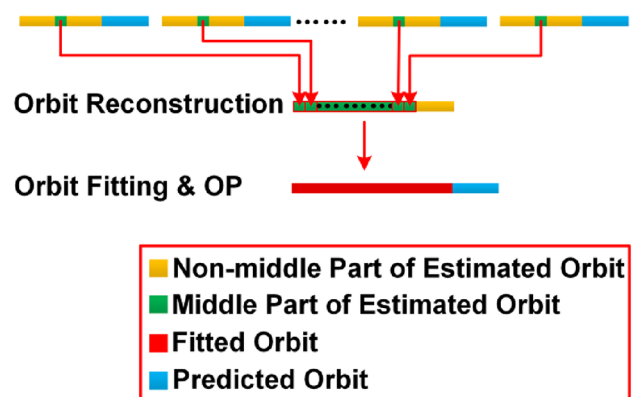 Orbit Reconstruction
Orbit Fitting & OP
Non-middle Part of Estimated Orbit
Middle Part of Estimated Orbit
Fitted Orbit
Predicted Orbit